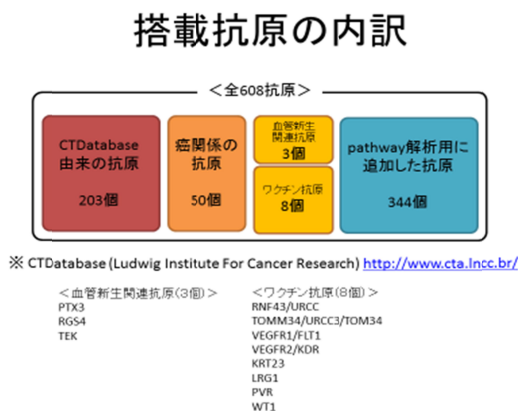 搭載抗原の内訳
＜全608抗原＞
CTDatabase
由来の抗原
203個
癌関係の
抗原
50個
血管新生
関連抗原
3個
ワクチン抗原
8個
pathway解析用に
追加した抗原
344個
※ CTDatabase (Ludwig Institute For Cancer Research) http://www.cta.lncc.br/
＜血管新生関連抗原(3個)＞
PTX3
RGS4
TEK
＜ワクチン抗原(8個)＞
RNF43/URCC
TOMM34/URCC3/TOM34
VEGFR1/FLT1
VEGFR2/KDR
KRT23
LRG1
PVR
WT1